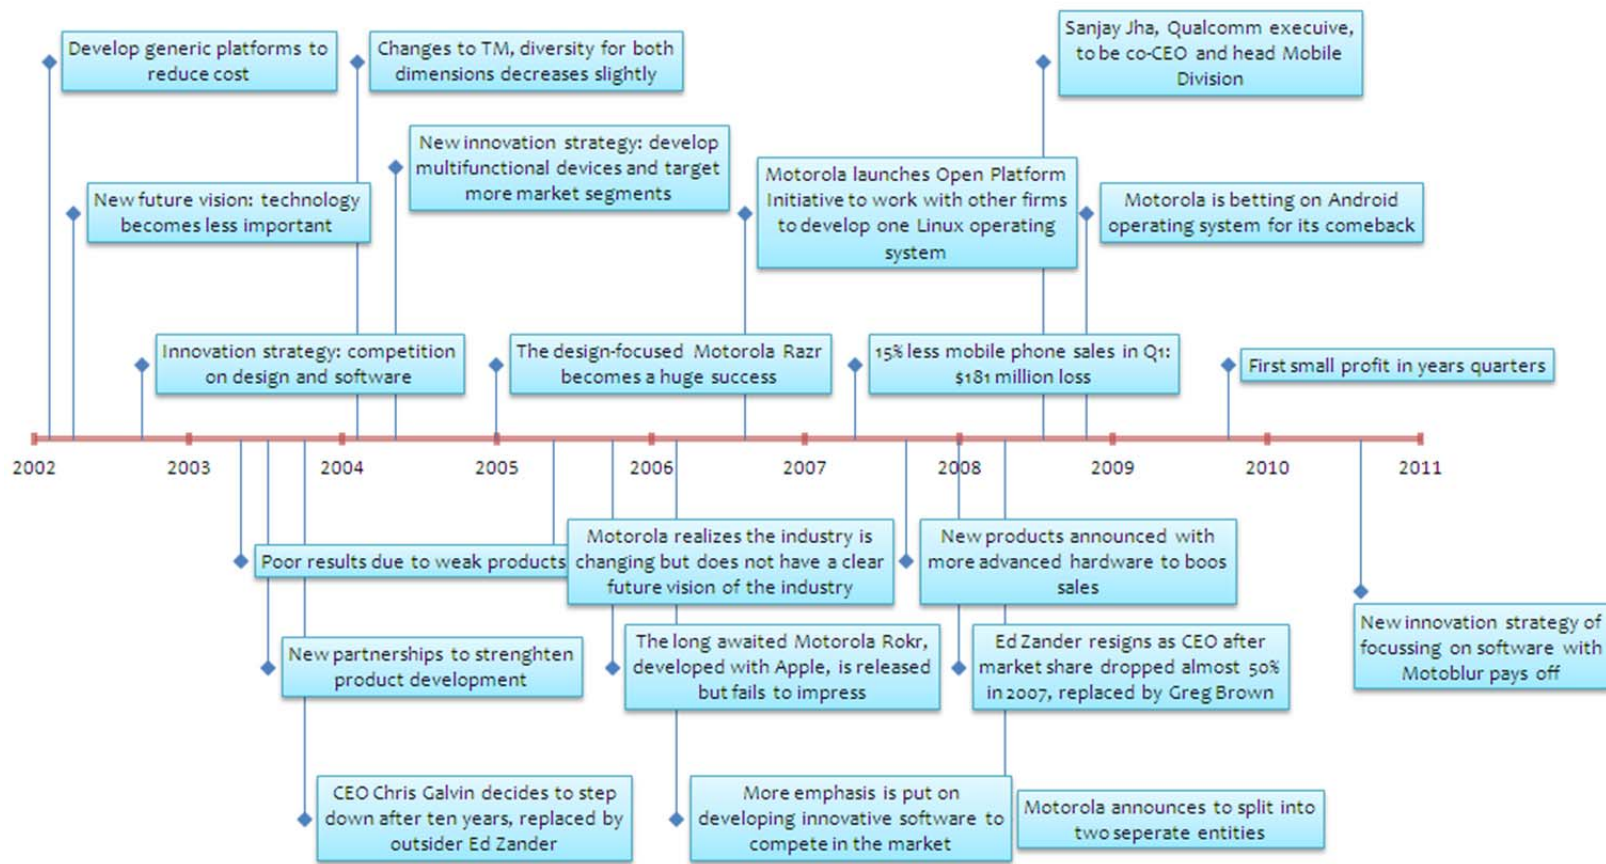 Develop generic platforms to
reduce cost
Changes to TM, diversity for both
dimensions decreases slightly
Sanjay Jha, Qualcomm execuive,
to be co-CEO and head Mobile
Division
New innovation strategy: develop
multifunctional devices and target
more market segments
Motorola launches Open Platform
Initiative to work with other firms
to develop one Linux operating
system
New future vision: technology
becomes less important
Motorola is betting on Android
operating system for its comeback
Innovation strategy: competition
on design and software
The design-focused Motorola Razr
becomes a huge success
15% less mobile phone sales in Q1:
$181 million loss
First small profit in years quarters
2002
2003
2004
2005
2006
2007
2008
2009
2010
2011
Poor results due to weak products
Motorola realizes the industry is
changing but does not have a clear
future vision of the industry
New products announced with
more advanced hardware to boos
sales
New partnerships to strenghten
product development
The long awaited Motorola Rokr,
developed with Apple, is released
but fails to impress
Ed Zander resigns as CEO after
market share dropped almost 50%
in 2007, replaced by Greg Brown
New innovation strategy of
focussing on software with
Motoblur pays off
CEO Chris Galvin decides to step
down after ten years, replaced by
outsider Ed Zander
More emphasis is put on
developing innovative software to
compete in the market
Motorola announces to split into
two seperate entities